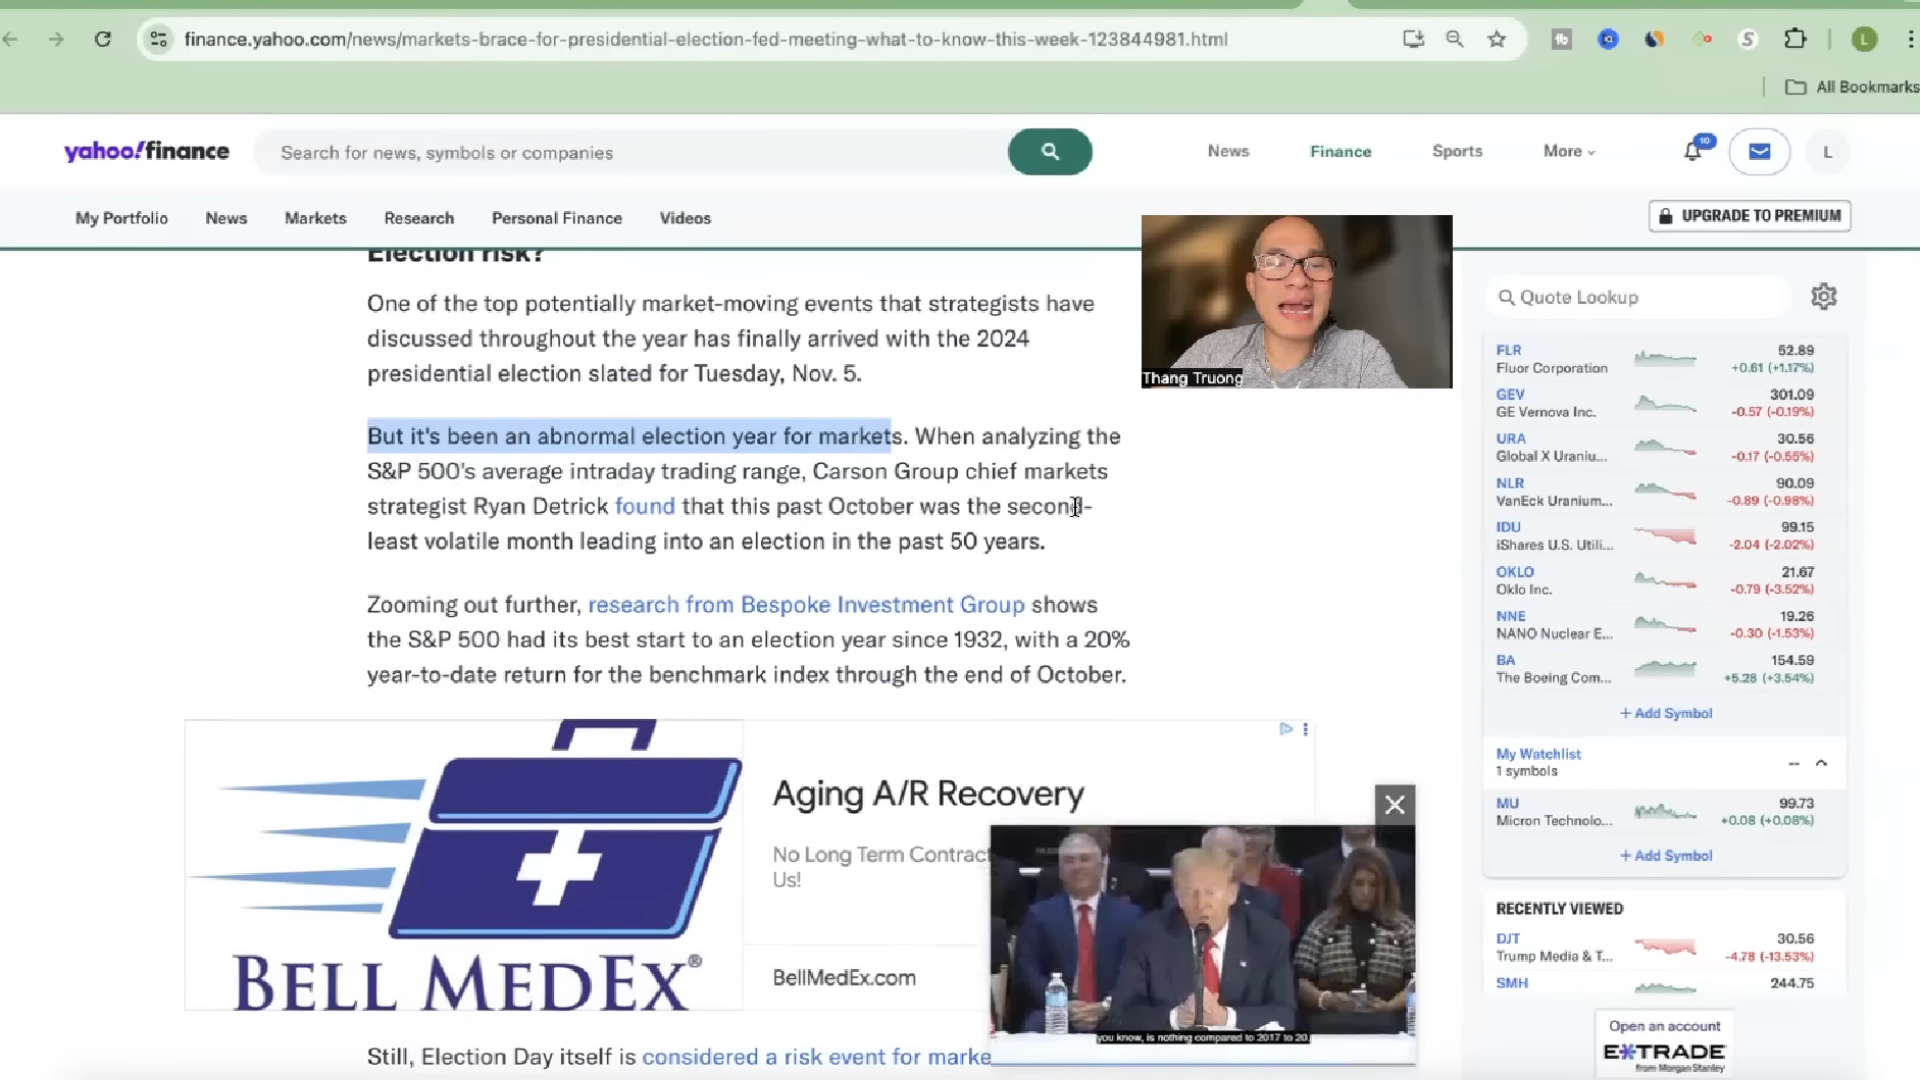 finance.yahoo.com/news/markets-brace-for-presidential-election-fed-meeting-what-to-know-this-week-123844981.html
L
All Bookmarks
yahoo!finance
Search for news, symbols or companies
News
Finance
Sports
More
10
L
My Portfolio
News
Markets
Research
Personal Finance
Videos
UPGRADE TO PREMIUM
Election risk?
One of the top potentially market-moving events that strategists have
discussed throughout the year has finally arrived with the 2024
presidential election slated for Tuesday, Nov. 5.
But it's been an abnormal election year for markets. When analyzing the
S&P 500's average intraday trading range, Carson Group chief markets
strategist Ryan Detrick found that this past October was the second-
least volatile month leading into an election in the past 50 years.
Zooming out further, research from Bespoke Investment Group shows
the S&P 500 had its best start to an election year since 1932, with a 20%
year-to-date return for the benchmark index through the end of October.
Thang Truong
Aging A/R Recovery
No Long Term Contract
Us!
BELL MEDEX®
BellMedEx.com
you know, is nothing compared to 2017 to 20.
Still, Election Day itself is considered a risk event for marke
Quote Lookup
FLR 52.89
Fluor Corporation +0.61 (+1.17%)
GEV 301.09
GE Vernova Inc. -0.57 (-0.19%)
URA 30.56
Global X Uraniu... -0.17 (-0.55%)
NLR 90.09
VanEck Uranium... -0.89 (-0.98%)
IDU 99.15
iShares U.S. Utili... -2.04 (-2.02%)
OKLO 21.67
Oklo Inc. -0.79 (-3.52%)
NNE 19.26
NANO Nuclear E... -0.30 (-1.53%)
BA 154.59
The Boeing Com... +5.28 (+3.54%)
+ Add Symbol
My Watchlist --
1 symbols
MU 99.73
Micron Technolo... +0.08 (+0.08%)
+ Add Symbol
RECENTLY VIEWED
DJT 30.56
Trump Media & T... -4.78 (-13.53%)
SMH 244.75
Open an account
E*TRADE
from Morgan Stanley